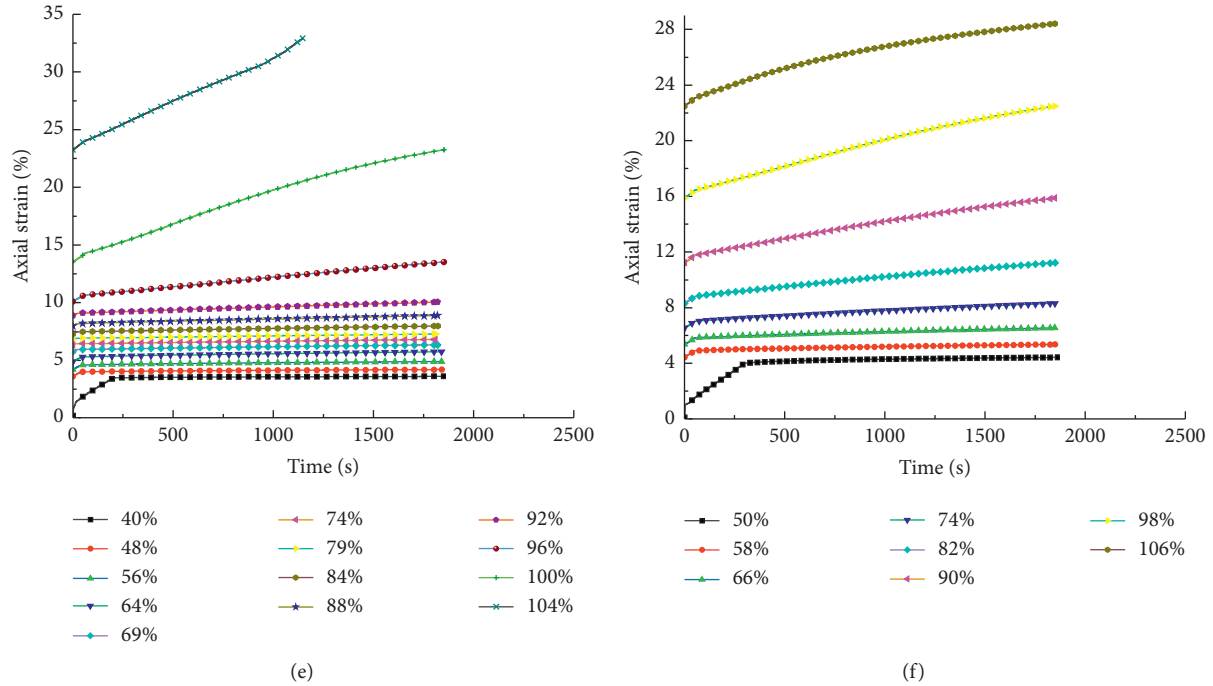 35
30
25
20
15
10
5
0
Axial strain (%)
0 500 1000 1500 2000 2500
Time (s)
40% 74% 92%
48% 79% 96%
56% 84% 100%
64% 88% 104%
69%
(e)
28
24
20
16
12
8
4
0
Axial strain (%)
0 500 1000 1500 2000 2500
Time (s)
50% 74% 98%
58% 82% 106%
66% 90%
(f)